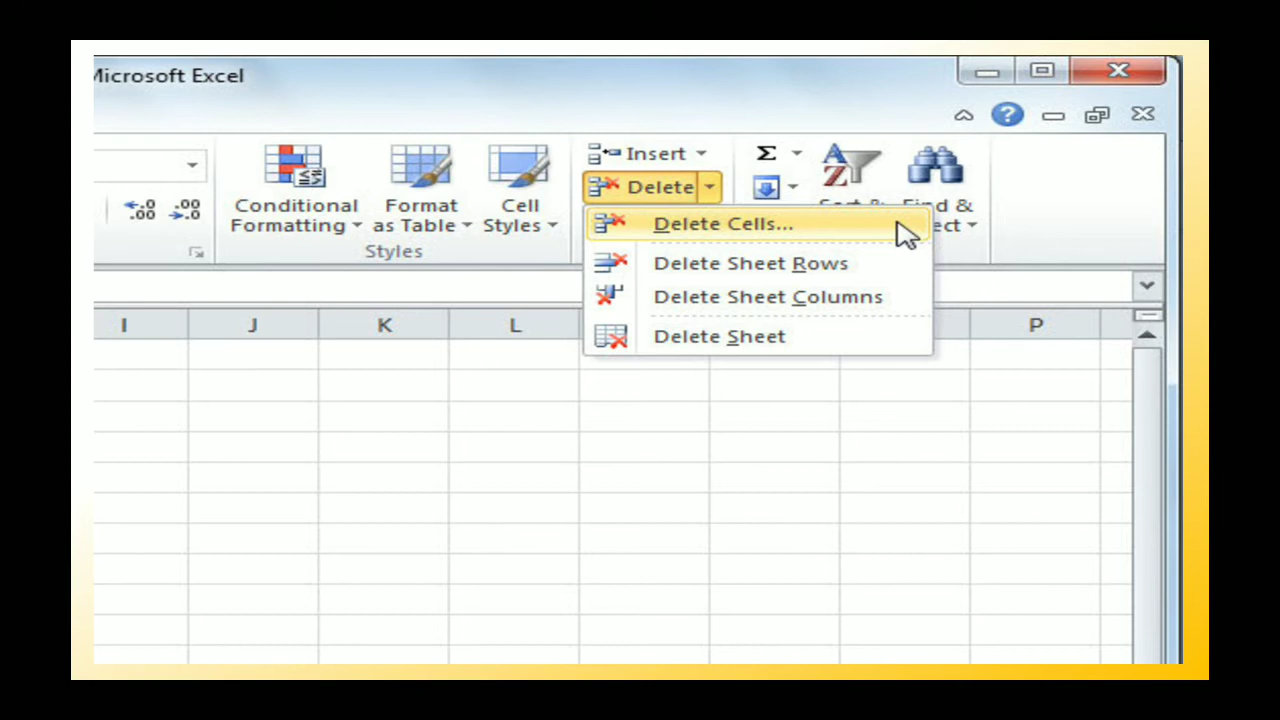 Microsoft Excel
Insert
Delete
Σ
Conditional
Formatting
Format
as Table
Cell
Styles
Styles
Delete Cells...
Delete Sheet Rows
Delete Sheet Columns
Delete Sheet
I J K L P